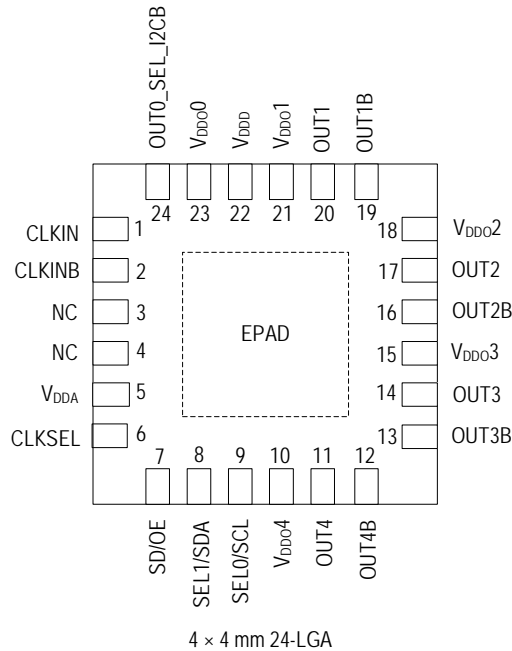 OUT0_SEL_I2CB
VDDO0
VDDD
VDDO1
OUT1
OUT1B
24
23
22
21
20
19
CLKIN 1
CLKINB 2
NC 3
NC 4
VDDA 5
CLKSEL 6
EPAD
18 VDDO2
17 OUT2
16 OUT2B
15 VDDO3
14 OUT3
13 OUT3B
7
8
9
10
11
12
SD/OE
SEL1/SDA
SEL0/SCL
VDDO4
OUT4
OUT4B
4 × 4 mm 24-LGA